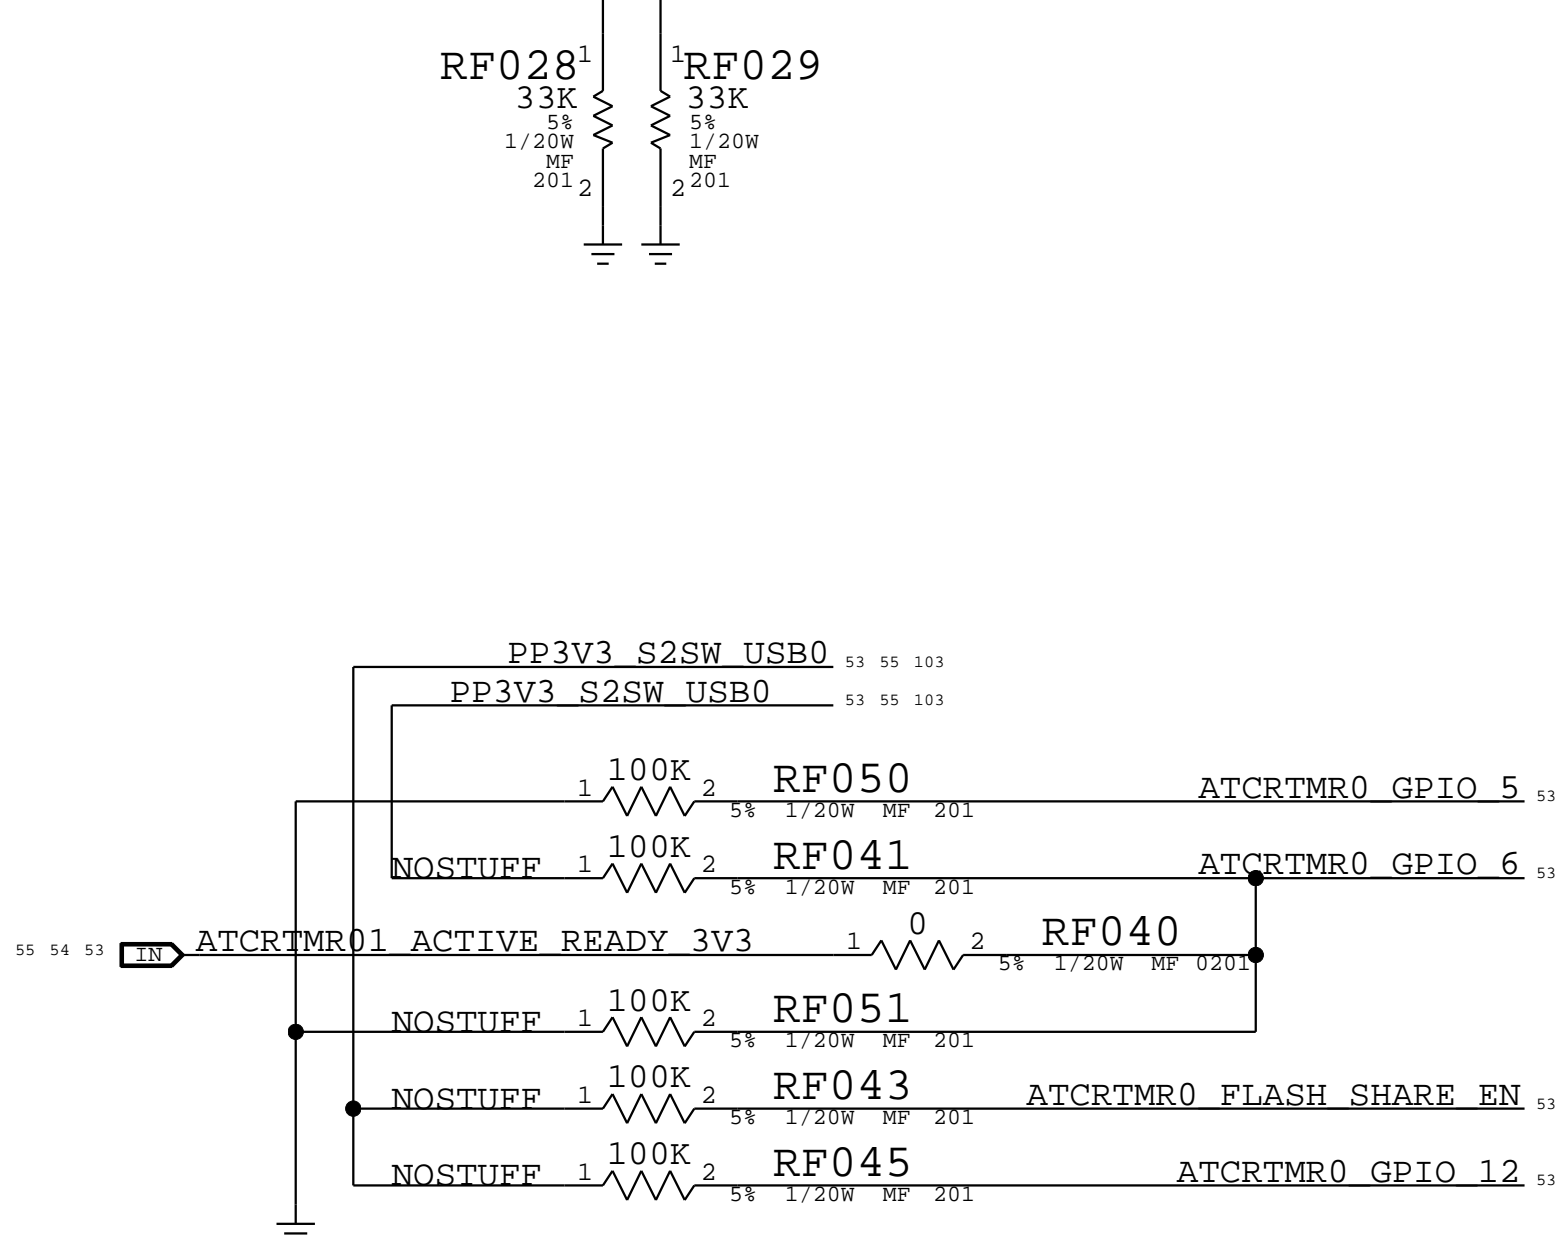 RF028 1
33K
5%
1/20W
MF
201 2
1 RF029
33K
5%
1/20W
MF
2 201
PP3V3_S2SW_USB0 53 55 103
PP3V3_S2SW_USB0 53 55 103
1 100K 2 RF050 ATCRTMR0_GPIO_5 53
5% 1/20W MF 201
NOSTUFF 1 100K 2 RF041 ATCRTMR0_GPIO_6 53
5% 1/20W MF 201
55 54 53 IN ATCRTMR01_ACTIVE_READY_3V3 1 0 2 RF040
5% 1/20W MF 0201
NOSTUFF 1 100K 2 RF051
5% 1/20W MF 201
NOSTUFF 1 100K 2 RF043 ATCRTMR0_FLASH_SHARE_EN 53
5% 1/20W MF 201
NOSTUFF 1 100K 2 RF045 ATCRTMR0_GPIO_12 53
5% 1/20W MF 201